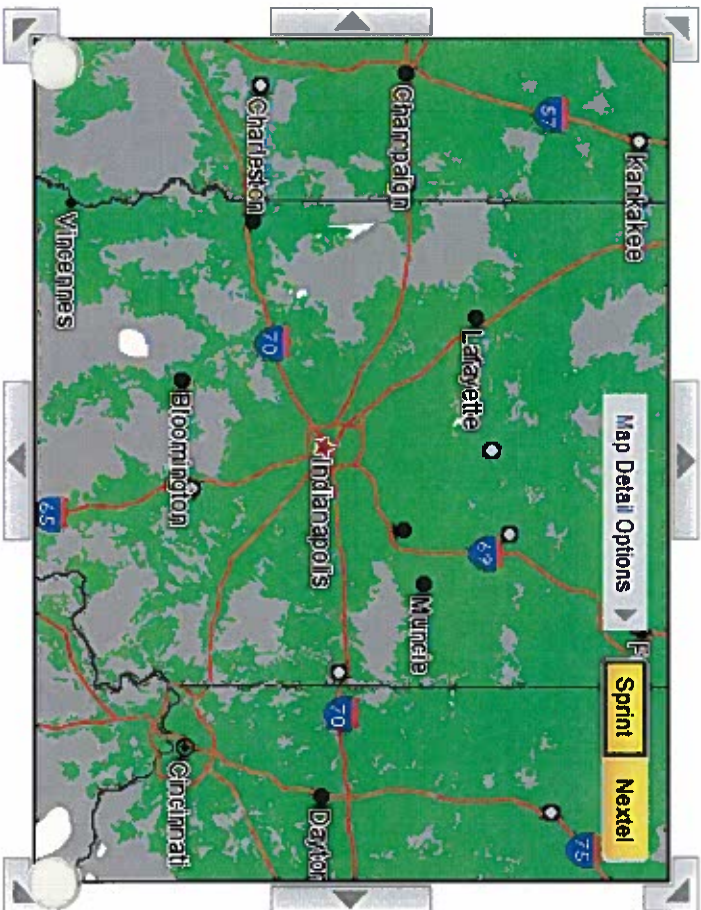 Kankakee
Map Detail Options
Sprint
Nextel
75
57
69
Lafayette
Muncie
Champaign
70
Indianapolis
Dayton
70
Charleston
Bloomington
Cincinnati
Vincennes
65